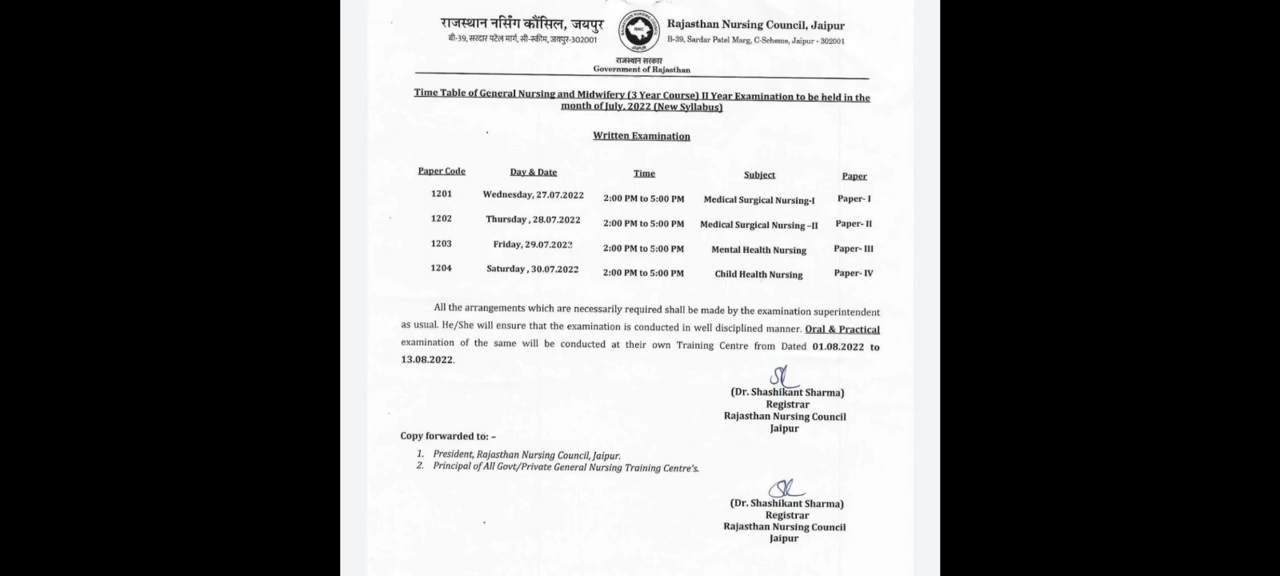 राजस्थान नर्सिंग कौंसिल, जयपुर
बी-39, सरदार पटेल मार्ग, सी-स्कीम, जयपुर-302001
Rajasthan Nursing Council, Jaipur
B-39, Sardar Patel Marg, C-Scheme, Jaipur - 302001
राजस्थान सरकार
Government of Rajasthan
Time Table of General Nursing and Midwifery (3 Year Course) II Year Examination to be held in the
month of July, 2022 (New Syllabus)
Written Examination
Paper Code Day & Date Time Subject Paper
1201 Wednesday, 27.07.2022 2:00 PM to 5:00 PM Medical Surgical Nursing-I Paper- I
1202 Thursday , 28.07.2022 2:00 PM to 5:00 PM Medical Surgical Nursing -II Paper- II
1203 Friday, 29.07.2022 2:00 PM to 5:00 PM Mental Health Nursing Paper- III
1204 Saturday , 30.07.2022 2:00 PM to 5:00 PM Child Health Nursing Paper- IV
All the arrangements which are necessarily required shall be made by the examination superintendent
as usual. He/She will ensure that the examination is conducted in well disciplined manner. Oral & Practical
examination of the same will be conducted at their own Training Centre from Dated 01.08.2022 to
13.08.2022.
(Dr. Shashikant Sharma)
Registrar
Rajasthan Nursing Council
Jaipur
Copy forwarded to: -
1. President, Rajasthan Nursing Council, Jaipur.
2. Principal of All Govt/Private General Nursing Training Centre's.
(Dr. Shashikant Sharma)
Registrar
Rajasthan Nursing Council
Jaipur